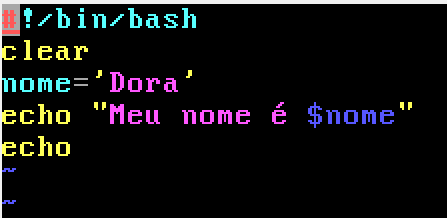 #!/bin/bash
clear
nome='Dora'
echo "Meu nome é $nome"
echo
~
~